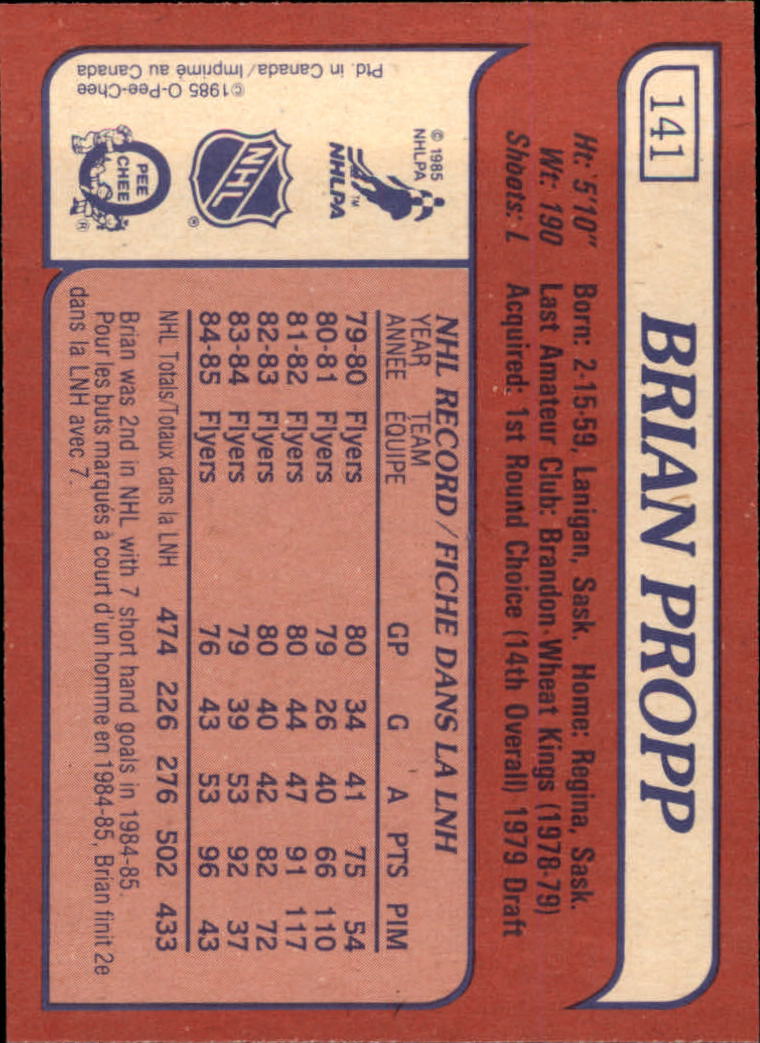 141
BRIAN PROPP
Ht: 5'10" Born: 2-15-59, Lanigan, Sask. Home: Regina, Sask.
Wt: 190 Last Amateur Club: Brandon Wheat Kings (1978-79)
Shoots: L Acquired: 1st Round Choice (14th Overall) 1979 Draft
© 1985
NHLPA
NHLPA
TM
NHL
®
PEE
CHEE
®
©1985 O-Pee-Chee
Ptd. in Canada/Imprimé au Canada
NHL RECORD/FICHE DANS LA LNH
YEAR TEAM
ANNÉE ÉQUIPE GP G A PTS PIM
79-80 Flyers 80 34 41 75 54
80-81 Flyers 79 26 40 66 110
81-82 Flyers 80 44 47 91 117
82-83 Flyers 80 40 42 82 72
83-84 Flyers 79 39 53 92 37
84-85 Flyers 76 43 53 96 43
NHL Totals/Totaux dans la LNH 474 226 276 502 433
Brian was 2nd in NHL with 7 short hand goals in 1984-85.
Pour les buts marqués à court d'un homme en 1984-85, Brian finit 2e
dans la LNH avec 7.